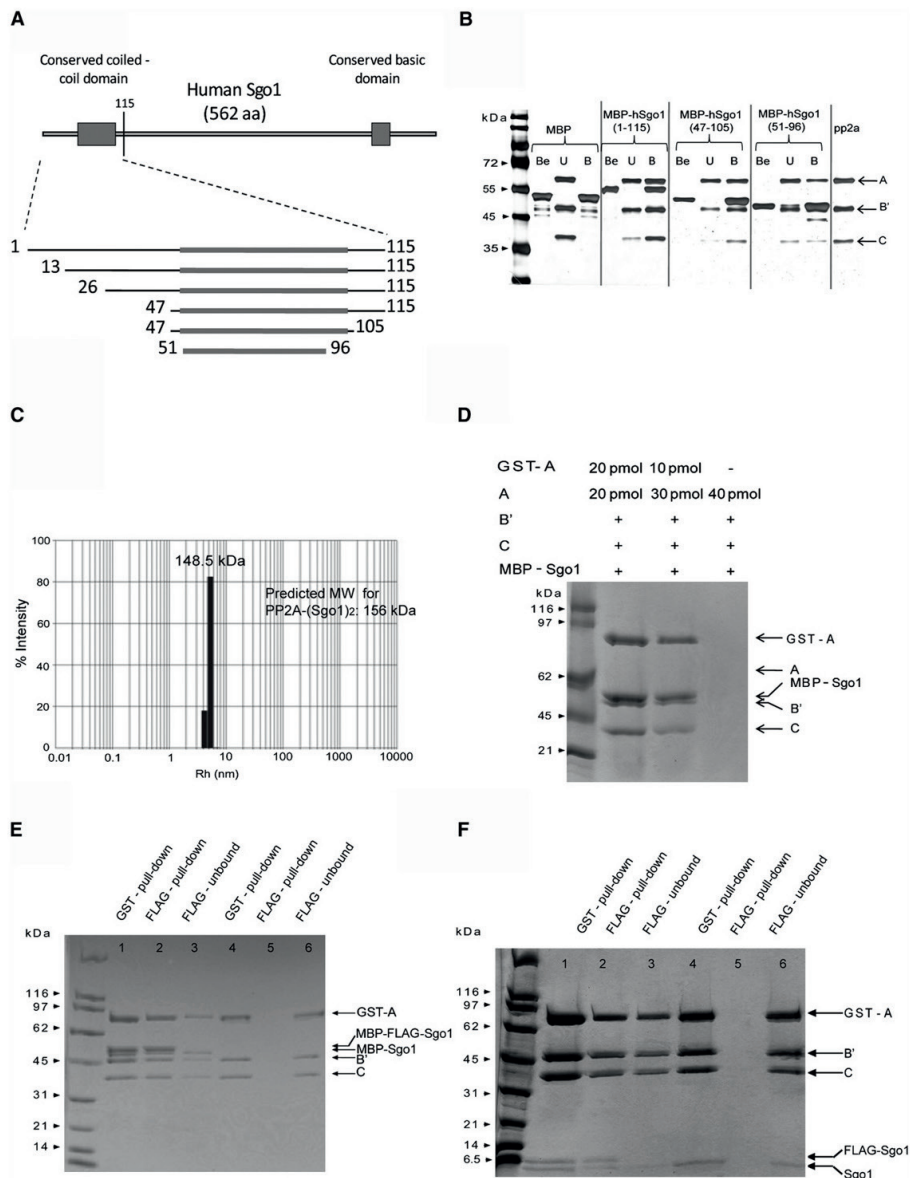 A
Conserved coiled -
coil domain
Conserved basic
domain
Human Sgo1
(562 aa)
115
1 115
13 115
26 115
47 115
47 105
51 96
B
kDa
MBP
MBP-hSgo1
(1-115)
MBP-hSgo1
(47-105)
MBP-hSgo1
(51-96)
pp2a
Be U B Be U B Be U B Be U B
72
55
45
35
A
B'
C
C
% Intensity
100
80
60
40
20
0
148.5 kDa
Predicted MW for
PP2A-(Sgo1)2: 156 kDa
0.01 0.1 1 10 100 1000 10000
Rh (nm)
D
GST-A 20 pmol 10 pmol -
A 20 pmol 30 pmol 40 pmol
B' + + +
C + + +
MBP - Sgo1 + + +
kDa
116
97
62
45
21
GST - A
A
MBP - Sgo1
B'
C
E
GST - pull-down
FLAG - pull-down
FLAG - unbound
GST - pull-down
FLAG - pull-down
FLAG - unbound
kDa
1 2 3 4 5 6
116
97
62
45
31
21
14
GST-A
MBP-FLAG-Sgo1
MBP-Sgo1
B'
C
F
GST - pull-down
FLAG - pull-down
FLAG - unbound
GST - pull-down
FLAG - pull-down
FLAG - unbound
kDa
1 2 3 4 5 6
116
97
62
45
31
21
14
6.5
GST - A
B'
C
FLAG-Sgo1
Sgo1